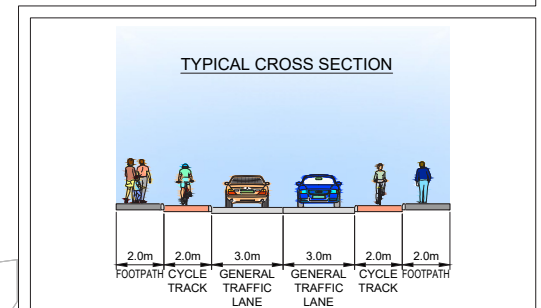 TYPICAL CROSS SECTION
2.0m 2.0m 3.0m 3.0m 2.0m 2.0m
FOOTPATH CYCLE GENERAL GENERAL CYCLE FOOTPATH
TRACK TRAFFIC TRAFFIC TRACK
LANE LANE